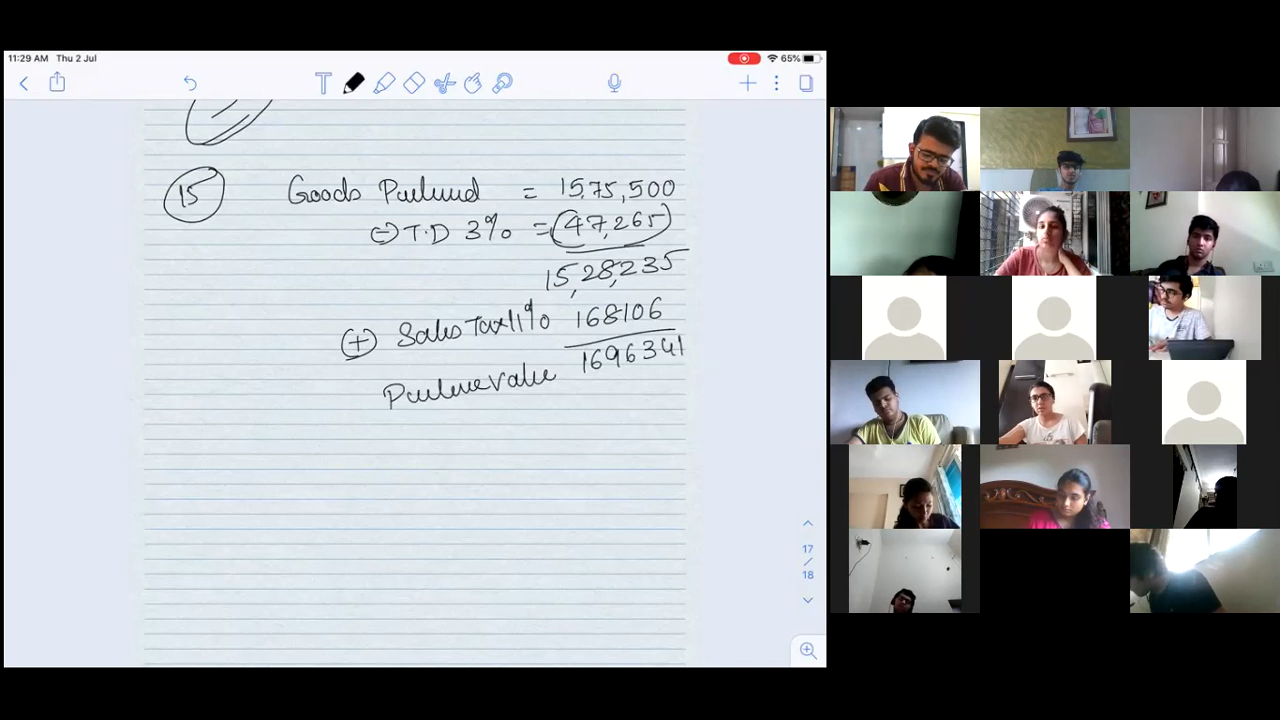 11:29 AM Thu 2 Jul
65%
15 Goods Purchased = 15,75,500
(-) T.D 3% = (47,265)
15,28,235
(+) Sales Tax 11% 168106
Purchase Value 1696341
17
/
18